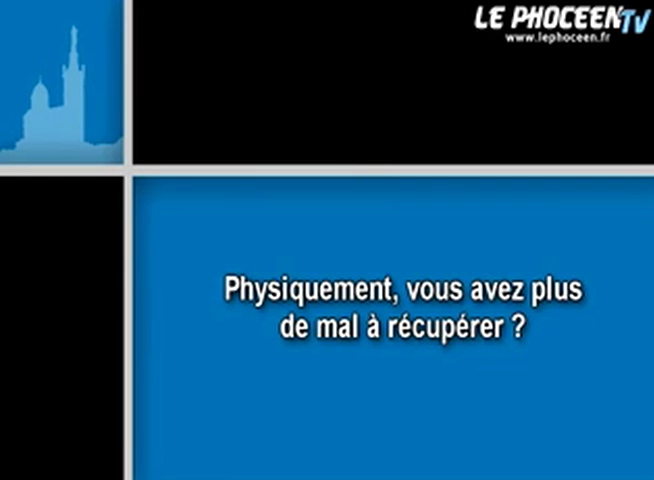 LE PHOCEEN TV
www.lephoceen.fr
Physiquement, vous avez plus
de mal à récupérer ?